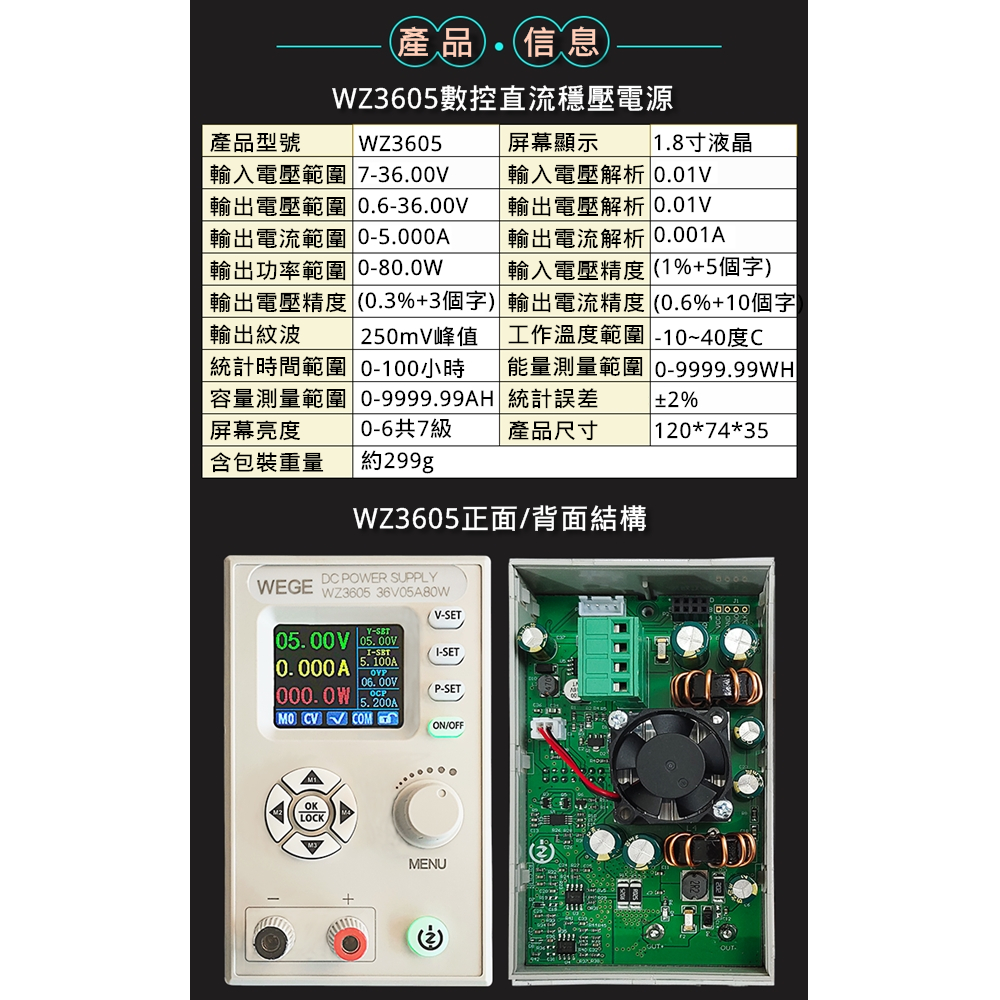 產品·信息
WZ3605數控直流穩壓電源
產品型號 WZ3605 屏幕顯示 1.8寸液晶
輸入電壓範圍 7-36.00V 輸入電壓解析 0.01V
輸出電壓範圍 0.6-36.00V 輸出電壓解析 0.01V
輸出電流範圍 0-5.000A 輸出電流解析 0.001A
輸出功率範圍 0-80.0W 輸入電壓精度 (1%+5個字)
輸出電壓精度 (0.3%+3個字) 輸出電流精度 (0.6%+10個字)
輸出紋波 250mV峰值 工作溫度範圍 -10~40度C
統計時間範圍 0-100小時 能量測量範圍 0-9999.99WH
容量測量範圍 0-9999.99AH 統計誤差 ±2%
屏幕亮度 0-6共7級 產品尺寸 120*74*35
含包裝重量 約299g
WZ3605正面/背面結構
WEGE DC POWER SUPPLY
WZ3605 36V05A80W
V-SET
05.00V V-SET
05.00V
I-SET
0.000A 5.100A
I-SET
OVP
06.00V
000.0W OCP
5.200A
P-SET
M0 CV COM
ON/OFF
M1
M2 OK M4
LOCK
M3
MENU
− +
OUT+ OUT-